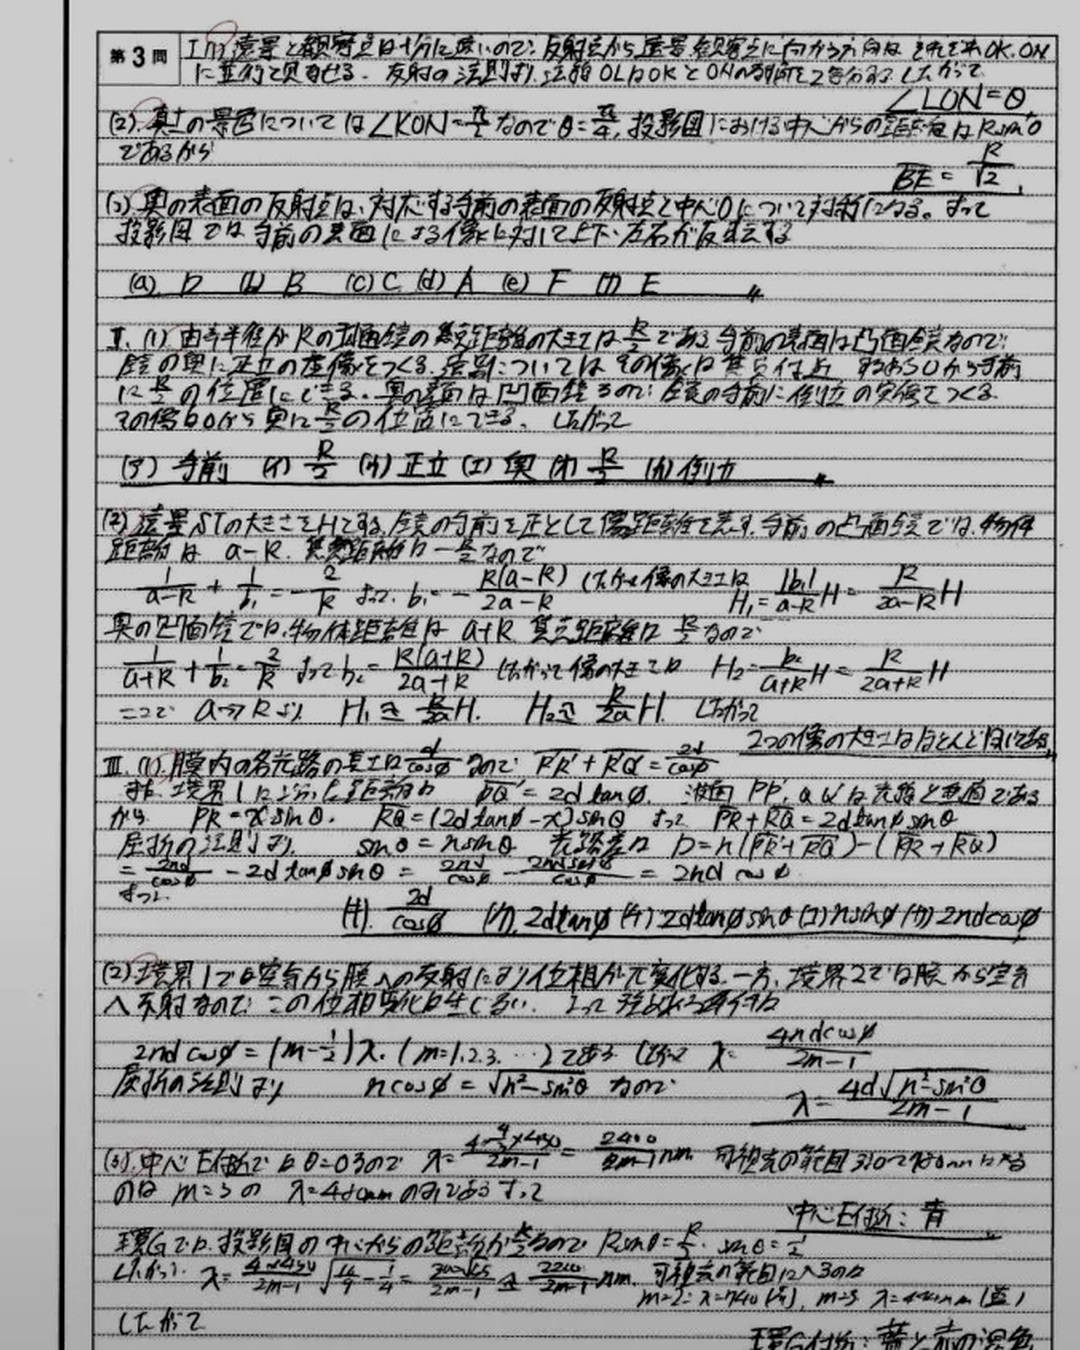 第3問
I.(1) 遠景と観察点は十分に遠いので、反射点から遠景、観察点に向かう方向は それぞれOK, ON
に並行と見なせる. 反射の法則より, 法線OLはOKとONの 2等分する. したがって
∠LON=θ
(2). 真上の景色については∠KON=π/2なのでθ=π/4, 投影図における中心からの距離はRsinθ
であるから
BE = R/√2,
(3) 奥の表面の反射点は、対応する手前の表面の反射点と中心Oについて対称になる。よって
投影図では手前の表面による像に対して上下・左右が反転する
(a) D (b) B (c) C (d) A (e) F (f) E
II. (1) 曲率半径がRの球面鏡の焦点距離の大きさはR/2である 手前の表面は凸面鏡なので、
鏡の奥に正立の虚像をつくる. 遠景についてはその像は焦点付近 すなわちOから手前
にR/2の位置にできる. 奥の表面は凹面鏡なので、鏡の手前に倒立の実像をつくる
その像はOから奥にR/2の位置にできる. したがって
(ア) 手前 (イ) R/2 (ウ) 正立 (エ) 奥 (オ) R/2 (カ) 倒立
(2) 遠景STの大きさをHとする. 鏡の手前を正として像距離を表す. 手前の凸面鏡では、物体
距離は a-R. 焦点距離は -R/2 なので
1/(a-R) + 1/b₁ = -2/R よって. b₁ = - R(a-R)/(2a-R) したがって像の大きさは H₁ = |b₁|/(a-R) H = R/(2a-R) H
奥の凹面鏡では、物体距離は a+R 焦点距離は R/2 なので
1/(a+R) + 1/b₂ = 2/R よって b₂ = R(a+R)/(2a+R) したがって像の大きさは H₂ = b₂/(a+R) H = R/(2a+R) H
ここで a≫R より H₁≒R/2a H. H₂≒R/2a H. したがって
2つの像の大きさはほとんど同じである
III. (1). 膜内の各光路の長さは d/cosφ なので PR'+RQ' = 2d/cosφ
また 境界1に沿った距離は PQ' = 2d tanφ. 波面 PP', QQ'は光線と垂直である
から PR = x sinθ. RQ = (2d tanφ - x) sinθ よって PR+RQ = 2d tanφ sinθ
屈折の法則より sinθ = n sinφ 光路差は D = n(PR'+RQ') - (PR+RQ)
= 2nd/cosφ - 2d tanφ sinθ = 2nd/cosφ - 2nd sin²φ/cosφ = 2nd cosφ
よって
(キ). 2d/cosφ (ク). 2d tanφ (ケ) 2d tanφ sinθ (コ) n sinφ (サ) 2nd cosφ
(2) 境界1では空気から膜への反射により位相がπ変化する. 一方, 境界2では膜から空気
へ反射なので, この位相変化は生じない. よって 強め合う条件は
2nd cosφ = (m-1/2)λ. (m=1.2.3. …)である したがって λ = 4nd cosφ/(2m-1)
屈折の法則より n cosφ = √(n²-sin²θ) なので
λ = 4d√(n²-sin²θ)/(2m-1)
(3). 中心E付近ではθ=0なので λ = 4·4/3×450/(2m-1) = 2400/(2m-1) nm 可視光の範囲 に入る
のは m=3 の λ=480nm のみである よって
中心E付近: 青
環Gでは, 投影図の中心からの距離がR/2なので R sinθ = R/2. sinθ = 1/2
したがって. λ = 4×450/(2m-1) √(16/9 - 1/4) = 300√55/(2m-1) ≒ 2220/(2m-1) nm. 可視光の範囲に入るのは
m=2: λ=740 (赤), m=3 λ=444nm (藍)
したがって
環G付近: 藍と赤の混色